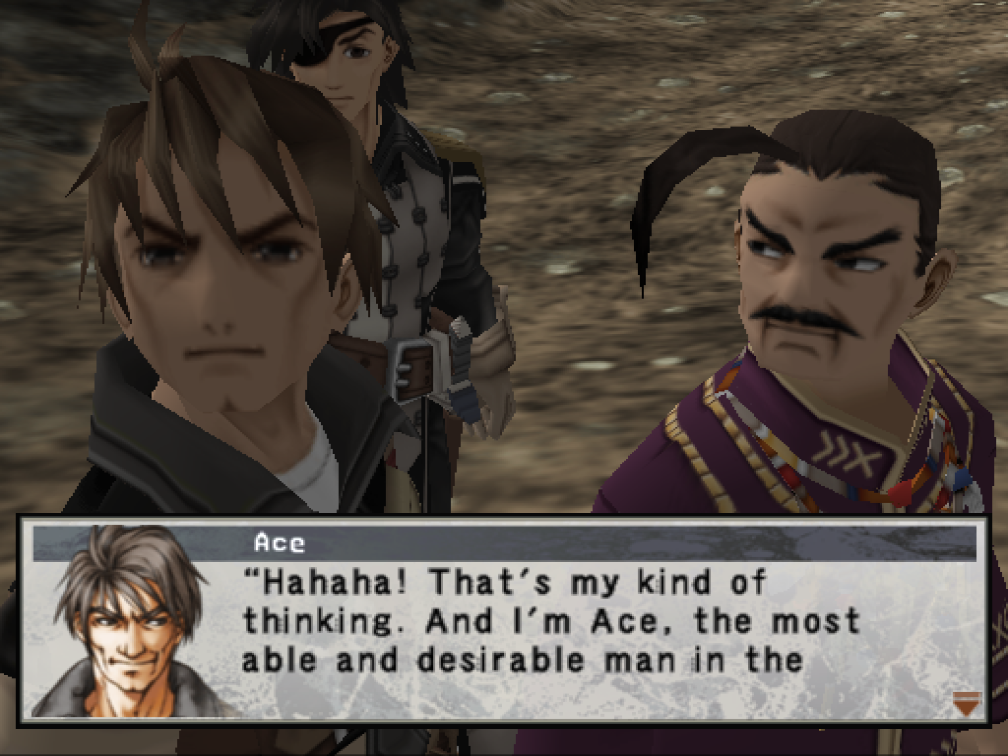 Ace
“Hahaha! That's my kind of
thinking. And I'm Ace, the most
able and desirable man in the